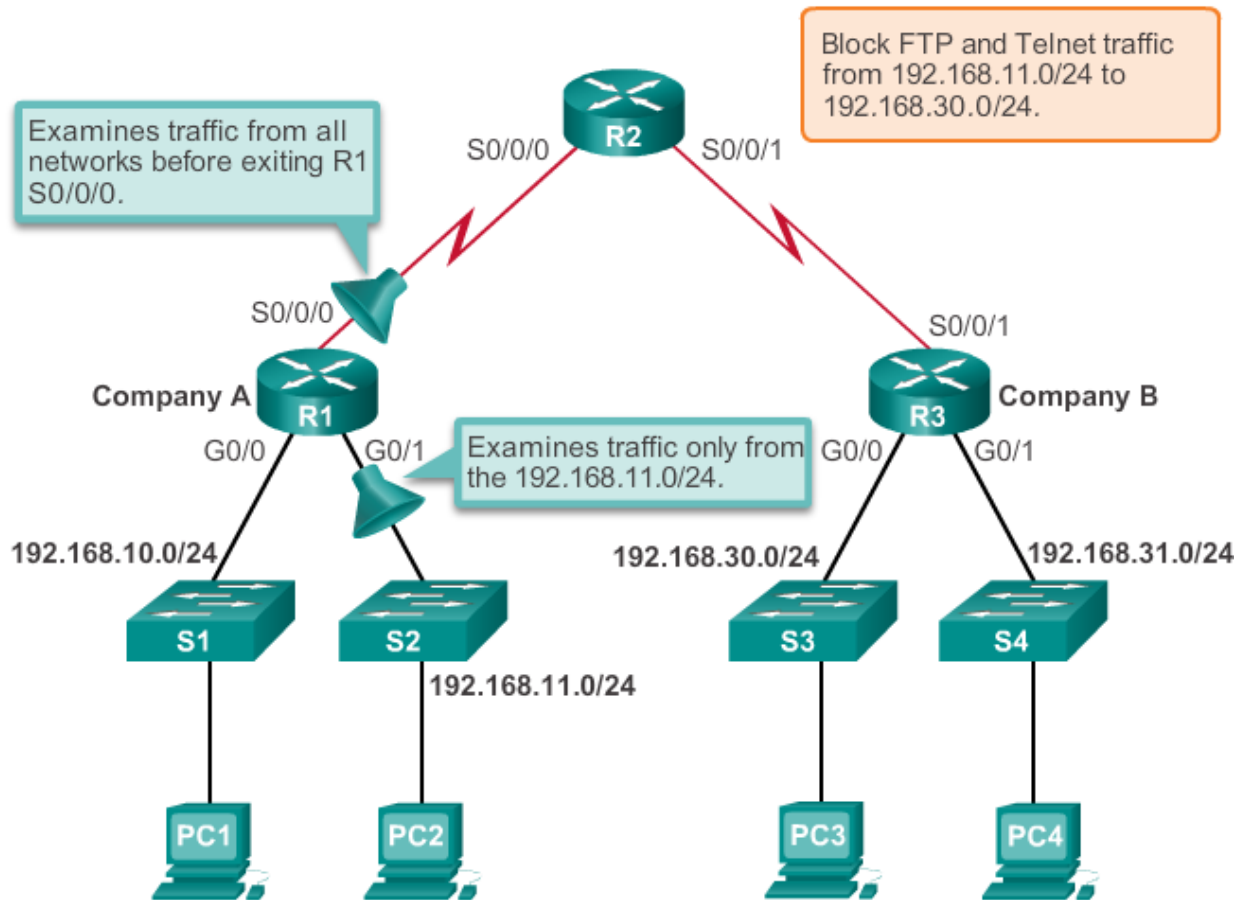 Block FTP and Telnet traffic
from 192.168.11.0/24 to
192.168.30.0/24.
Examines traffic from all
networks before exiting R1
S0/0/0.
R2
S0/0/0
S0/0/1
S0/0/0
S0/0/1
Company A
R1
R3
Company B
G0/0
G0/1
Examines traffic only from
the 192.168.11.0/24.
G0/0
G0/1
192.168.10.0/24
192.168.30.0/24
192.168.31.0/24
S1
S2
S3
S4
192.168.11.0/24
PC1
PC2
PC3
PC4